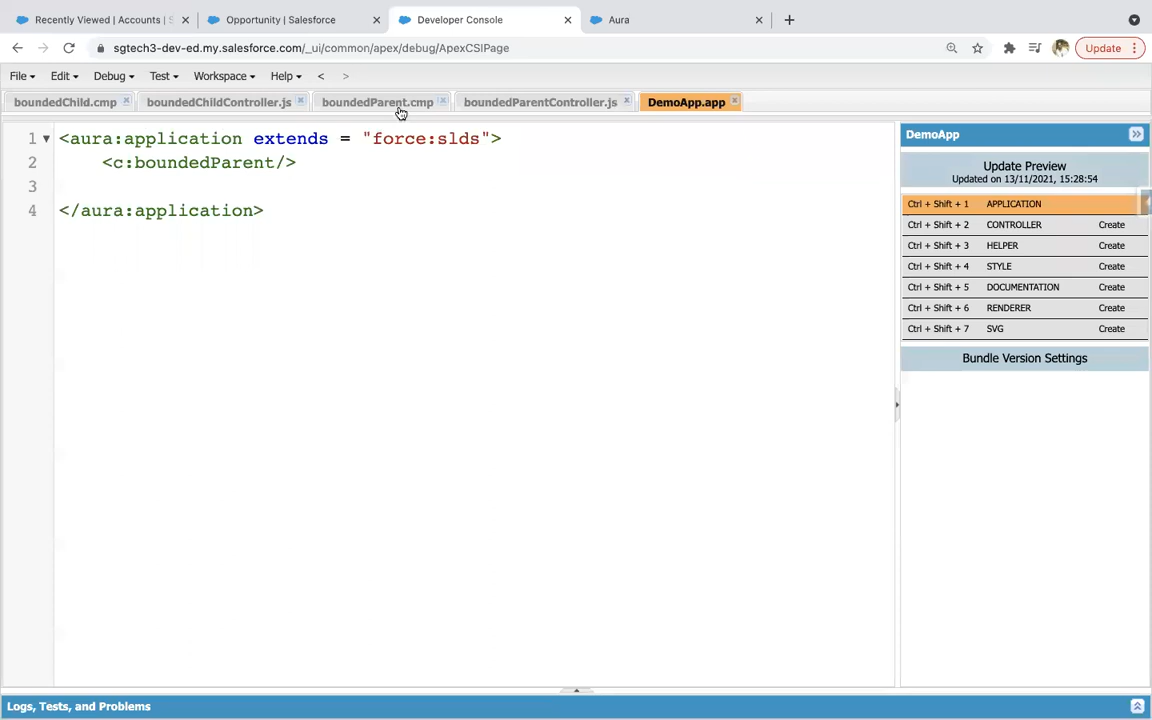 Recently Viewed | Accounts | S
Opportunity | Salesforce
Developer Console
Aura
sgtech3-dev-ed.my.salesforce.com/_ui/common/apex/debug/ApexCSIPage
Update
File
Edit
Debug
Test
Workspace
Help
<
>
boundedChild.cmp
boundedChildController.js
boundedParent.cmp
boundedParentController.js
DemoApp.app
1 <aura:application extends = "force:slds">
2 <c:boundedParent/>
3
4 </aura:application>
DemoApp
Update Preview
Updated on 13/11/2021, 15:28:54
Ctrl + Shift + 1 APPLICATION
Ctrl + Shift + 2 CONTROLLER Create
Ctrl + Shift + 3 HELPER Create
Ctrl + Shift + 4 STYLE Create
Ctrl + Shift + 5 DOCUMENTATION Create
Ctrl + Shift + 6 RENDERER Create
Ctrl + Shift + 7 SVG Create
Bundle Version Settings
Logs, Tests, and Problems